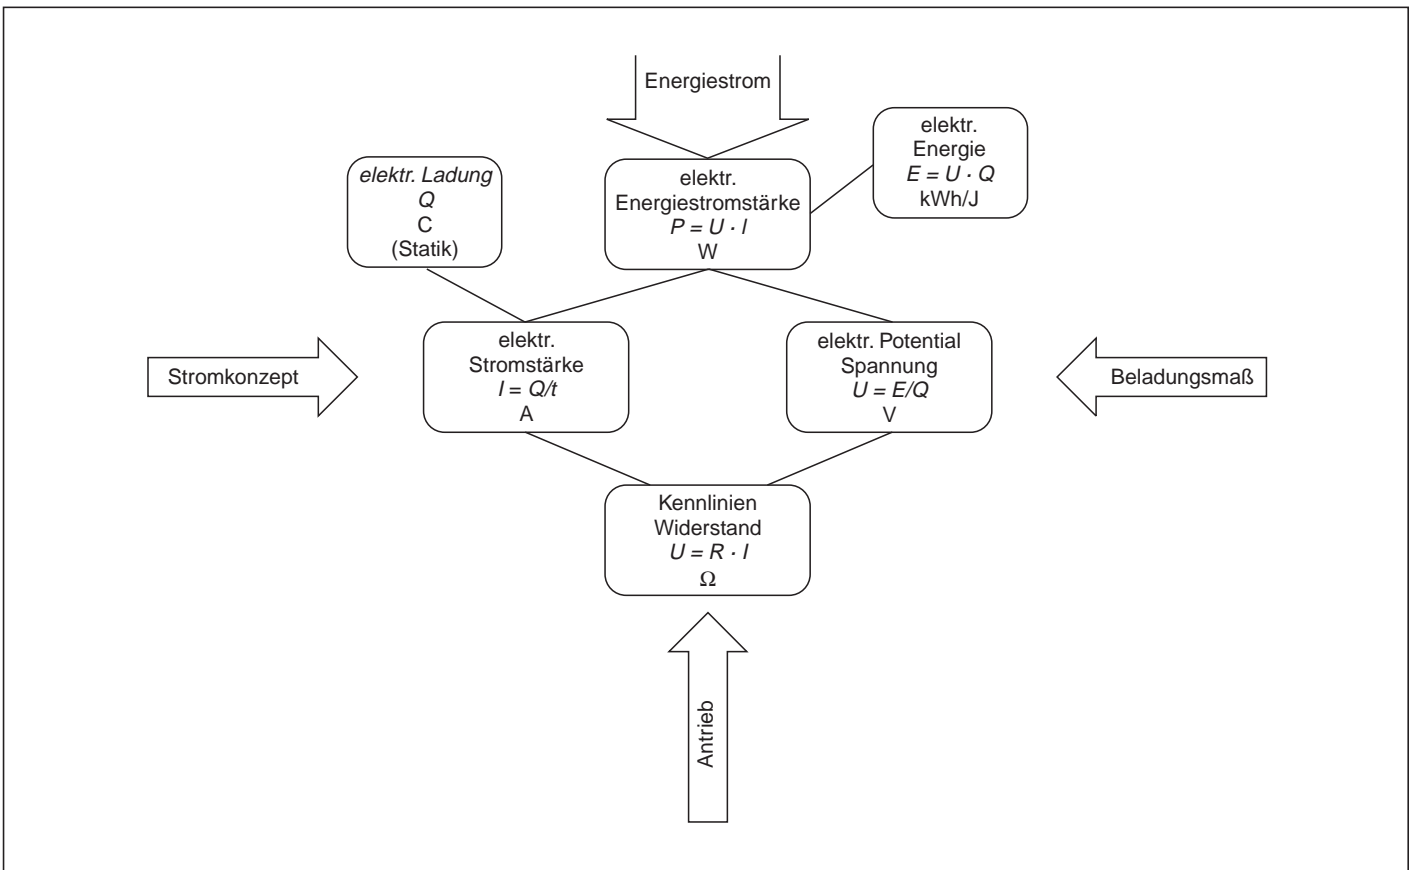 Energiestrom
elektr.
Energie
E = U · Q
kWh/J
elektr. Ladung
Q
C
(Statik)
elektr.
Energiestromstärke
P = U · I
W
elektr.
Stromstärke
I = Q/t
A
elektr. Potential
Spannung
U = E/Q
V
Stromkonzept
Beladungsmaß
Kennlinien
Widerstand
U = R · I
Ω
Antrieb